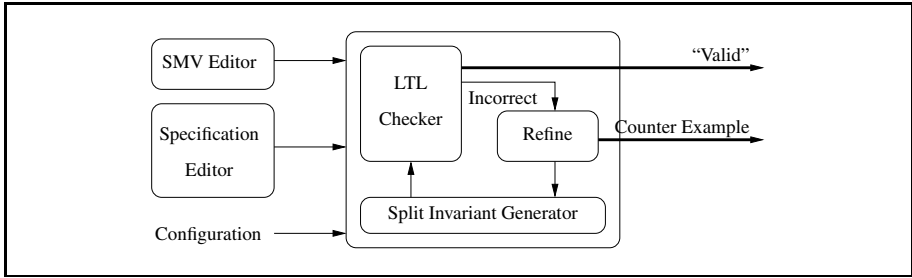 SMV Editor
Specification
Editor
Configuration
LTL
Checker
Incorrect
Refine
Split Invariant Generator
“Valid”
Counter Example